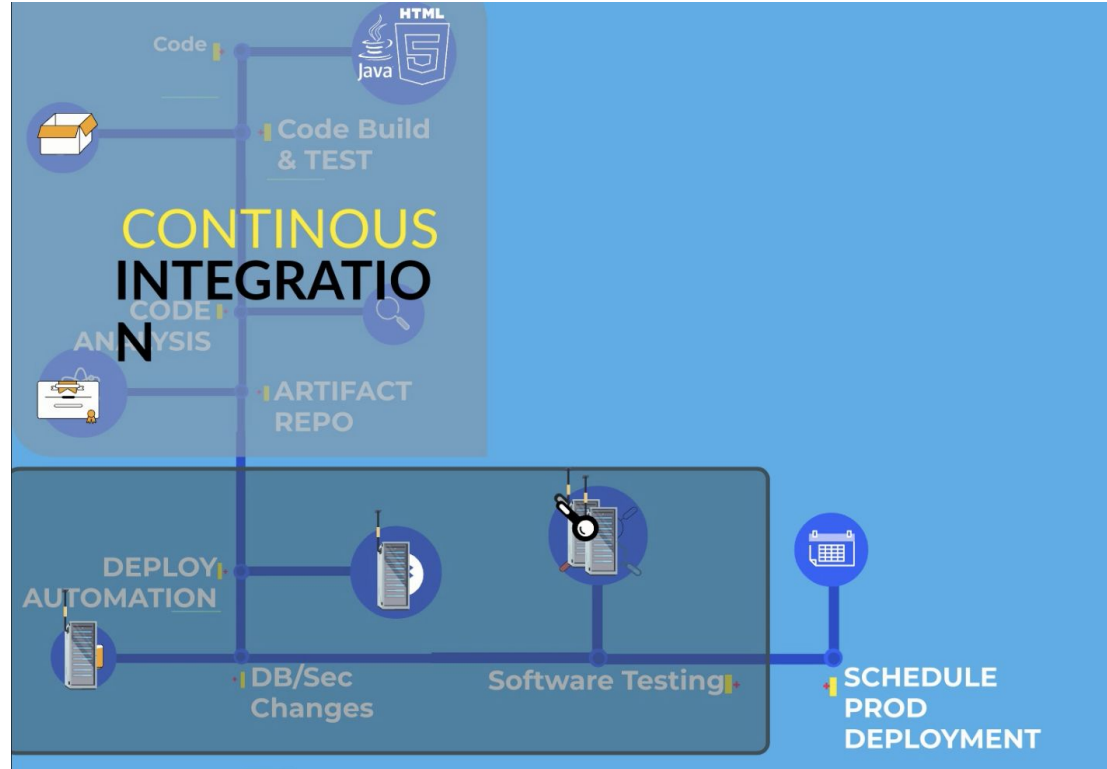 HTML
Code
Java
Code Build
& TEST
CONTINOUS
INTEGRATIO
N
CODE
ANALYSIS
ARTIFACT
REPO
DEPLOY
AUTOMATION
DB/Sec
Changes
Software Testing
SCHEDULE
PROD
DEPLOYMENT